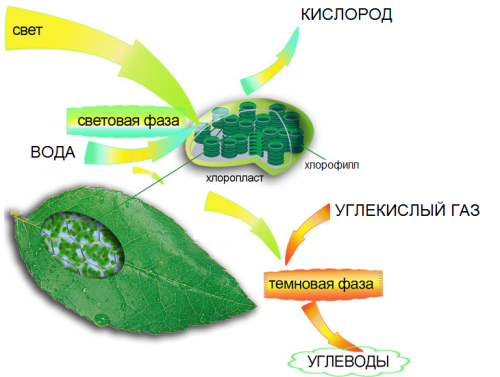 КИСЛОРОД
свет
световая фаза
ВОДА
хлорофилл
хлоропласт
УГЛЕКИСЛЫЙ ГАЗ
темновая фаза
УГЛЕВОДЫ